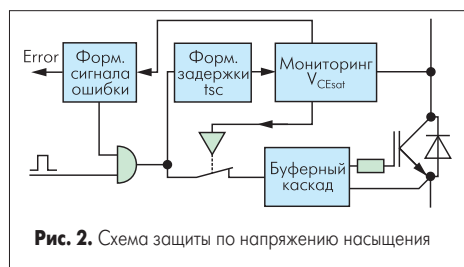 Error
Форм.
сигнала
ошибки
Форм.
задержки
tsc
Мониторинг
VCEsat
Буферный
каскад
Рис. 2. Схема защиты по напряжению насыщения